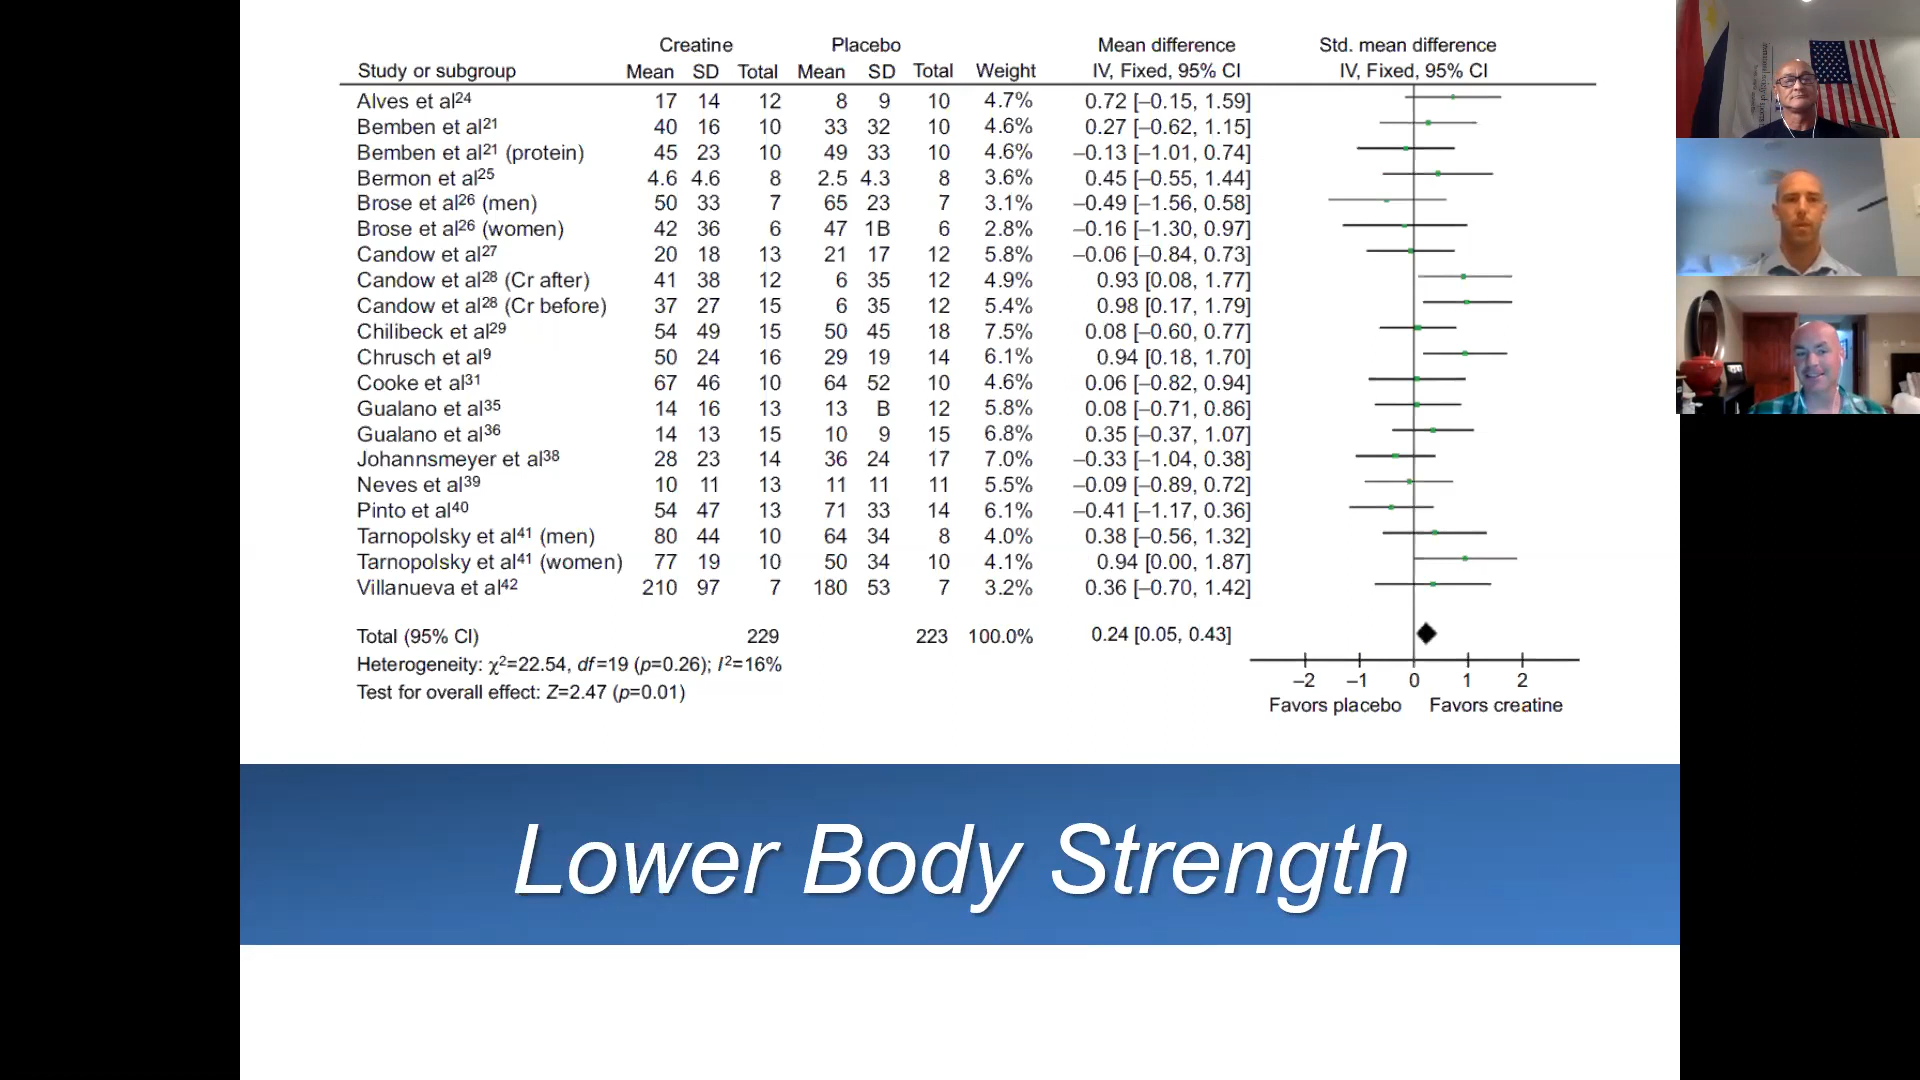 Creatine Placebo Mean difference Std. mean difference
Study or subgroup Mean SD Total Mean SD Total Weight IV, Fixed, 95% CI IV, Fixed, 95% CI
Alves et al24 17 14 12 8 9 10 4.7% 0.72 [–0.15, 1.59]
Bemben et al21 40 16 10 33 32 10 4.6% 0.27 [–0.62, 1.15]
Bemben et al21 (protein) 45 23 10 49 33 10 4.6% –0.13 [–1.01, 0.74]
Bermon et al25 4.6 4.6 8 2.5 4.3 8 3.6% 0.45 [–0.55, 1.44]
Brose et al26 (men) 50 33 7 65 23 7 3.1% –0.49 [–1.56, 0.58]
Brose et al26 (women) 42 36 6 47 1B 6 2.8% –0.16 [–1.30, 0.97]
Candow et al27 20 18 13 21 17 12 5.8% –0.06 [–0.84, 0.73]
Candow et al28 (Cr after) 41 38 12 6 35 12 4.9% 0.93 [0.08, 1.77]
Candow et al28 (Cr before) 37 27 15 6 35 12 5.4% 0.98 [0.17, 1.79]
Chilibeck et al29 54 49 15 50 45 18 7.5% 0.08 [–0.60, 0.77]
Chrusch et al9 50 24 16 29 19 14 6.1% 0.94 [0.18, 1.70]
Cooke et al31 67 46 10 64 52 10 4.6% 0.06 [–0.82, 0.94]
Gualano et al35 14 16 13 13 B 12 5.8% 0.08 [–0.71, 0.86]
Gualano et al36 14 13 15 10 9 15 6.8% 0.35 [–0.37, 1.07]
Johannsmeyer et al38 28 23 14 36 24 17 7.0% –0.33 [–1.04, 0.38]
Neves et al39 10 11 13 11 11 11 5.5% –0.09 [–0.89, 0.72]
Pinto et al40 54 47 13 71 33 14 6.1% –0.41 [–1.17, 0.36]
Tarnopolsky et al41 (men) 80 44 10 64 34 8 4.0% 0.38 [–0.56, 1.32]
Tarnopolsky et al41 (women) 77 19 10 50 34 10 4.1% 0.94 [0.00, 1.87]
Villanueva et al42 210 97 7 180 53 7 3.2% 0.36 [–0.70, 1.42]
Total (95% CI) 229 223 100.0% 0.24 [0.05, 0.43]
Heterogeneity: χ2=22.54, df=19 (p=0.26); I2=16%
Test for overall effect: Z=2.47 (p=0.01)
–2 –1 0 1 2
Favors placebo Favors creatine
Lower Body Strength